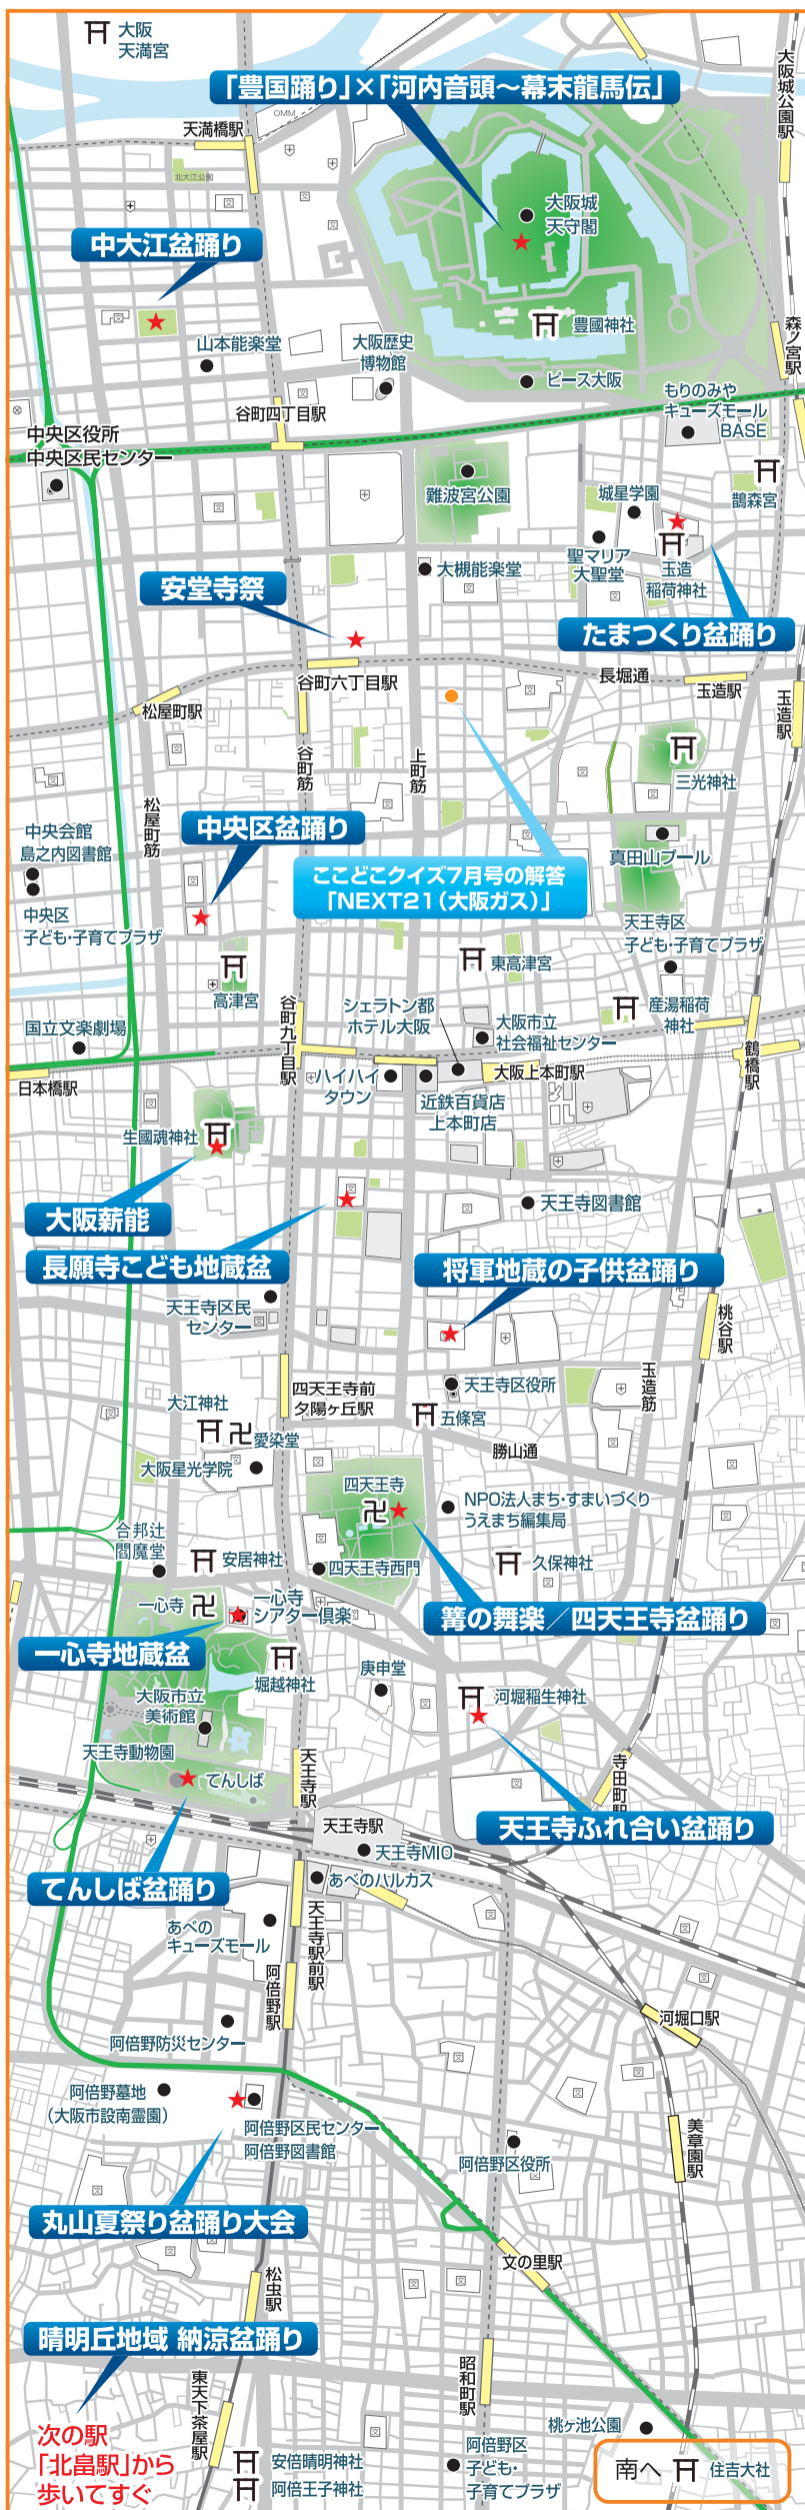 大阪
天満宮
大阪城公園駅
「豊国踊り」×「河内音頭～幕末龍馬伝」
OMM
天満橋駅
北大江公園
大阪城
天守閣
中大江盆踊り
豊國神社
森ノ宮駅
山本能楽堂
大阪歴史
博物館
ピース大阪
もりのみや
キューズモール
BASE
谷町四丁目駅
中央区役所
中央区民センター
鵲森宮
難波宮公園
城星学園
聖マリア
大聖堂
玉造
稲荷神社
大槻能楽堂
安堂寺祭
たまつくり盆踊り
谷町六丁目駅
長堀通
玉造駅
玉造駅
松屋町駅
谷町筋
上町筋
三光神社
松屋町筋
中央区盆踊り
中央会館
島之内図書館
真田山プール
ここどこクイズ7月号の解答
「NEXT21（大阪ガス）」
中央区
子ども・子育てプラザ
天王寺区
子ども・子育てプラザ
東高津宮
高津宮
シェラトン都
ホテル大阪
産湯稲荷
神社
谷町九丁目駅
国立文楽劇場
大阪市立
社会福祉センター
鶴橋駅
日本橋駅
ハイハイ
タウン
大阪上本町駅
近鉄百貨店
上本町店
生國魂神社
大阪薪能
天王寺図書館
長願寺こども地蔵盆
将軍地蔵の子供盆踊り
天王寺区民
センター
桃谷駅
四天王寺前
夕陽ヶ丘駅
天王寺区役所
玉造筋
大江神社
愛染堂
五條宮
勝山通
大阪星光学院
四天王寺
NPO法人まち・すまいづくり
うえまち編集局
合邦辻
閻魔堂
安居神社
四天王寺西門
久保神社
一心寺
一心寺
シアター倶楽
篝の舞楽／四天王寺盆踊り
一心寺地蔵盆
堀越神社
庚申堂
河堀稲生神社
大阪市立
美術館
天王寺動物園
天王寺駅
てんしば
寺田町駅
天王寺ふれ合い盆踊り
天王寺駅
天王寺MIO
てんしば盆踊り
あべのハルカス
あべの
キューズモール
天王寺駅前駅
阿倍野駅
河堀口駅
阿倍野防災センター
阿倍野墓地
（大阪市設南霊園）
阿倍野区民センター
阿倍野図書館
阿倍野区役所
美章園駅
丸山夏祭り盆踊り大会
文の里駅
松虫駅
晴明丘地域 納涼盆踊り
昭和町駅
東天下茶屋駅
次の駅
「北畠駅」から
歩いてすぐ
桃ヶ池公園
安倍晴明神社
阿倍王子神社
阿倍野区
子ども・
子育てプラザ
南へ
住吉大社